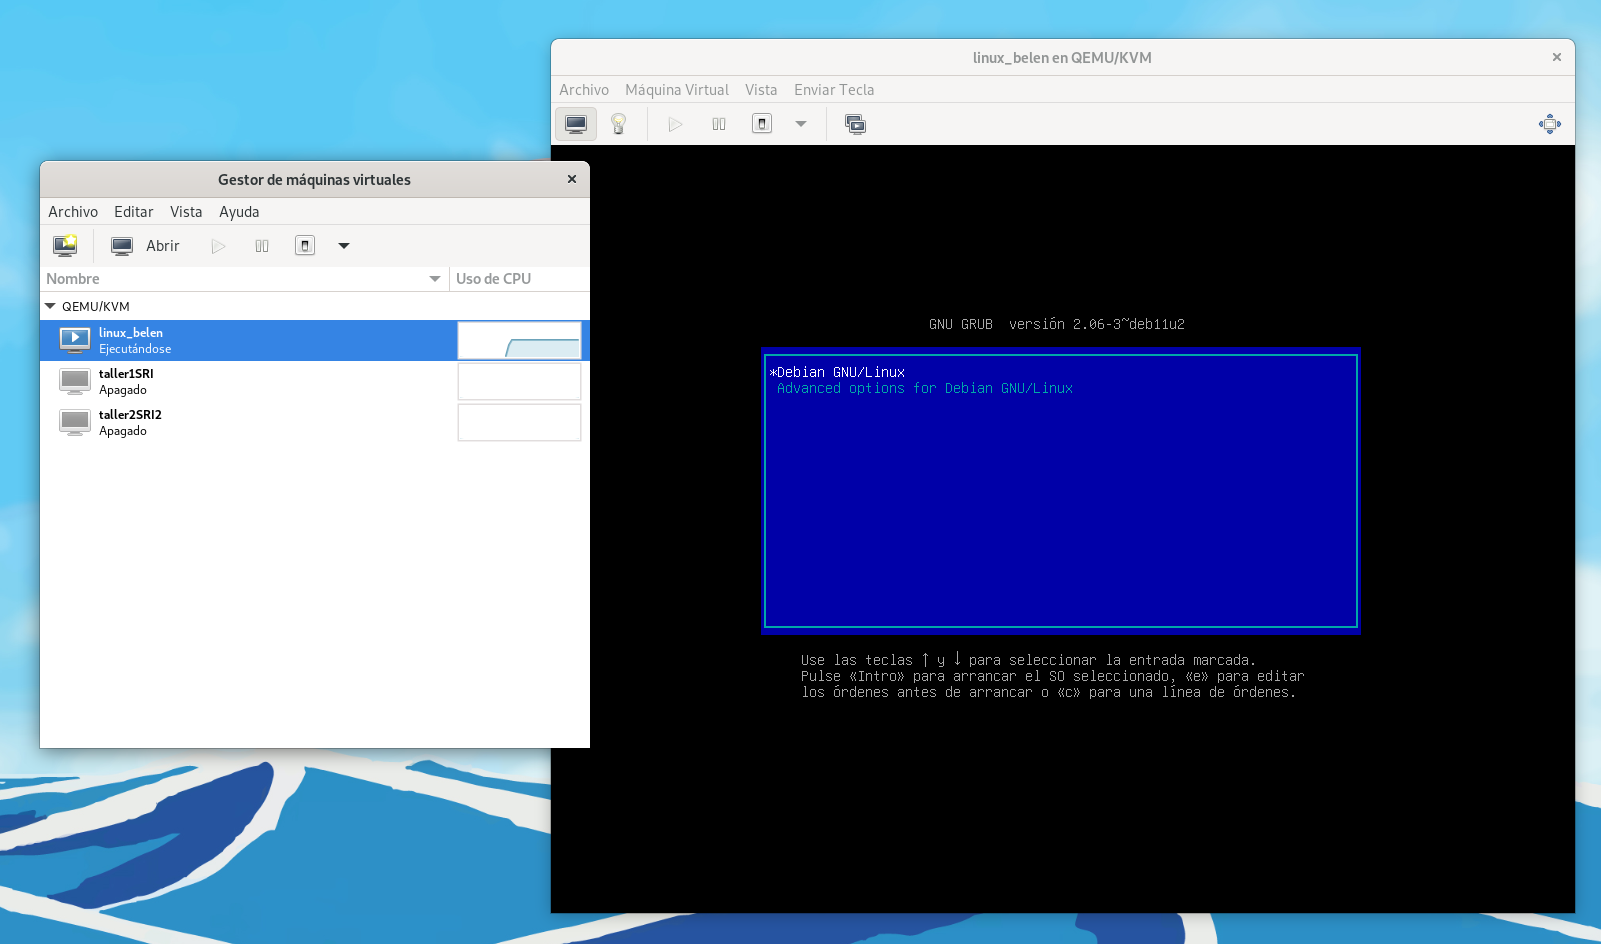 linux_belen en QEMU/KVM
Archivo Máquina Virtual Vista Enviar Tecla
Gestor de máquinas virtuales
Archivo Editar Vista Ayuda
Abrir
Nombre Uso de CPU
QEMU/KVM
linux_belen
Ejecutándose
taller1SRI
Apagado
taller2SRI2
Apagado
GNU GRUB versión 2.06-3~deb11u2
*Debian GNU/Linux
Advanced options for Debian GNU/Linux
Use las teclas ↑ y ↓ para seleccionar la entrada marcada.
Pulse «Intro» para arrancar el SO seleccionado, «e» para editar
los órdenes antes de arrancar o «c» para una línea de órdenes.